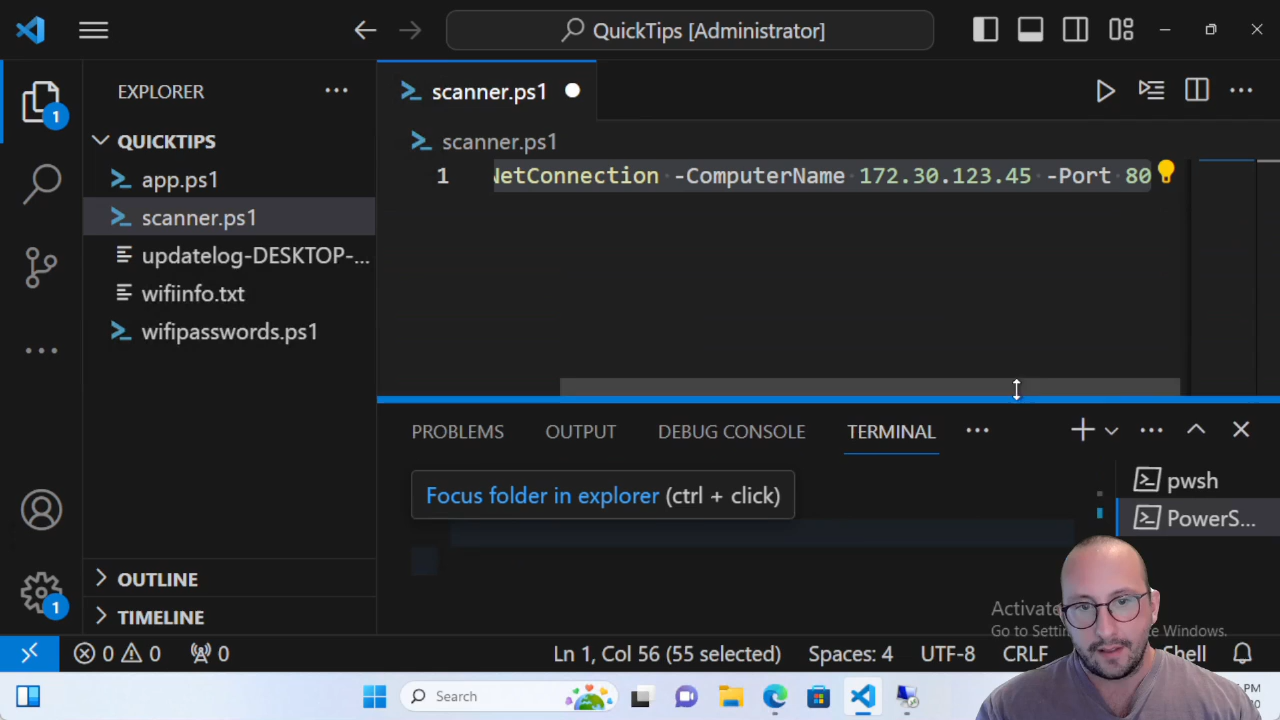 QuickTips [Administrator]
EXPLORER
QUICKTIPS
app.ps1
scanner.ps1
updatelog-DESKTOP-...
wifiinfo.txt
wifipasswords.ps1
OUTLINE
TIMELINE
1
1
scanner.ps1
scanner.ps1
1 NetConnection -ComputerName 172.30.123.45 -Port 80
PROBLEMS OUTPUT DEBUG CONSOLE TERMINAL
Focus folder in explorer (ctrl + click)
pwsh
PowerS...
Activate
Go to Settin
e Windows.
0 0 0 Ln 1, Col 56 (55 selected) Spaces: 4 UTF-8 CRLF Shell
Search
PM